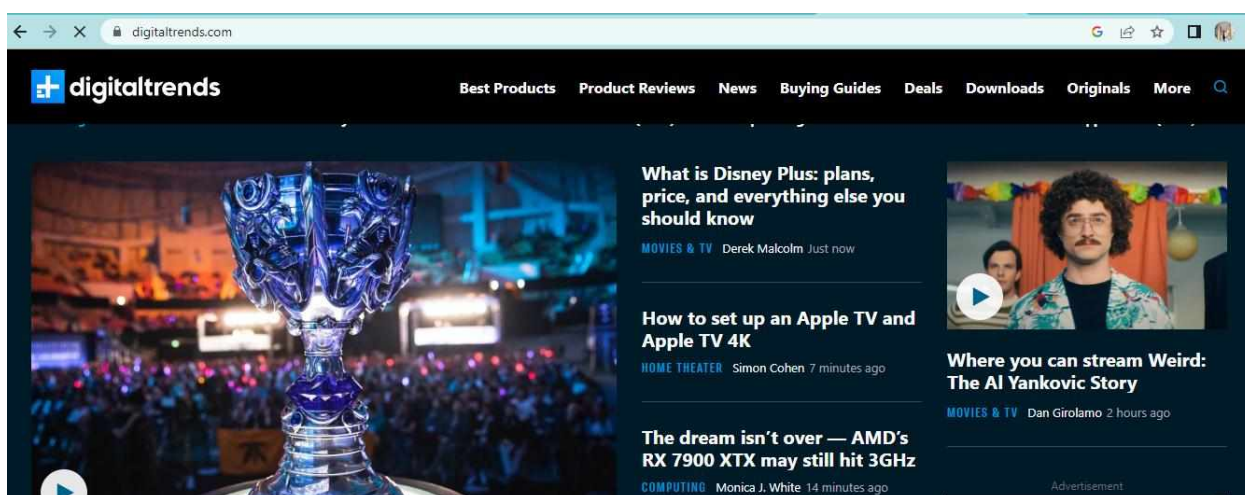 digitaltrends.com
digitaltrends
Best Products Product Reviews News Buying Guides Deals Downloads Originals More
What is Disney Plus: plans,
price, and everything else you
should know
MOVIES & TV Derek Malcolm Just now
How to set up an Apple TV and
Apple TV 4K
HOME THEATER Simon Cohen 7 minutes ago
The dream isn’t over — AMD’s
RX 7900 XTX may still hit 3GHz
COMPUTING Monica J. White 14 minutes ago
Where you can stream Weird:
The Al Yankovic Story
MOVIES & TV Dan Girolamo 2 hours ago
Advertisement